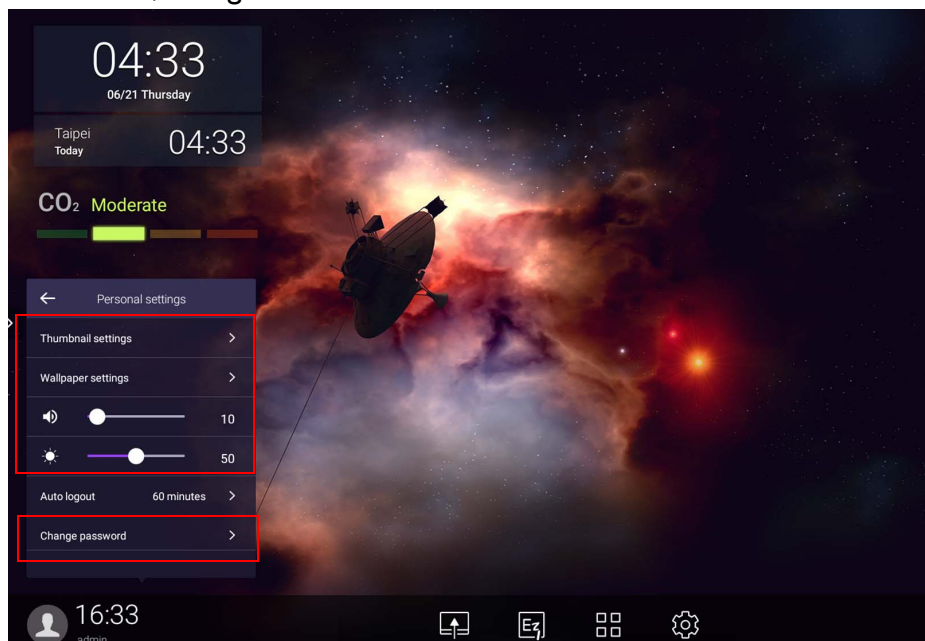 04:33
06/21 Thursday
Taipei
Today
04:33
CO₂ Moderate
Personal settings
Thumbnail settings
Wallpaper settings
10
50
Auto logout 60 minutes
Change password
16:33
admin